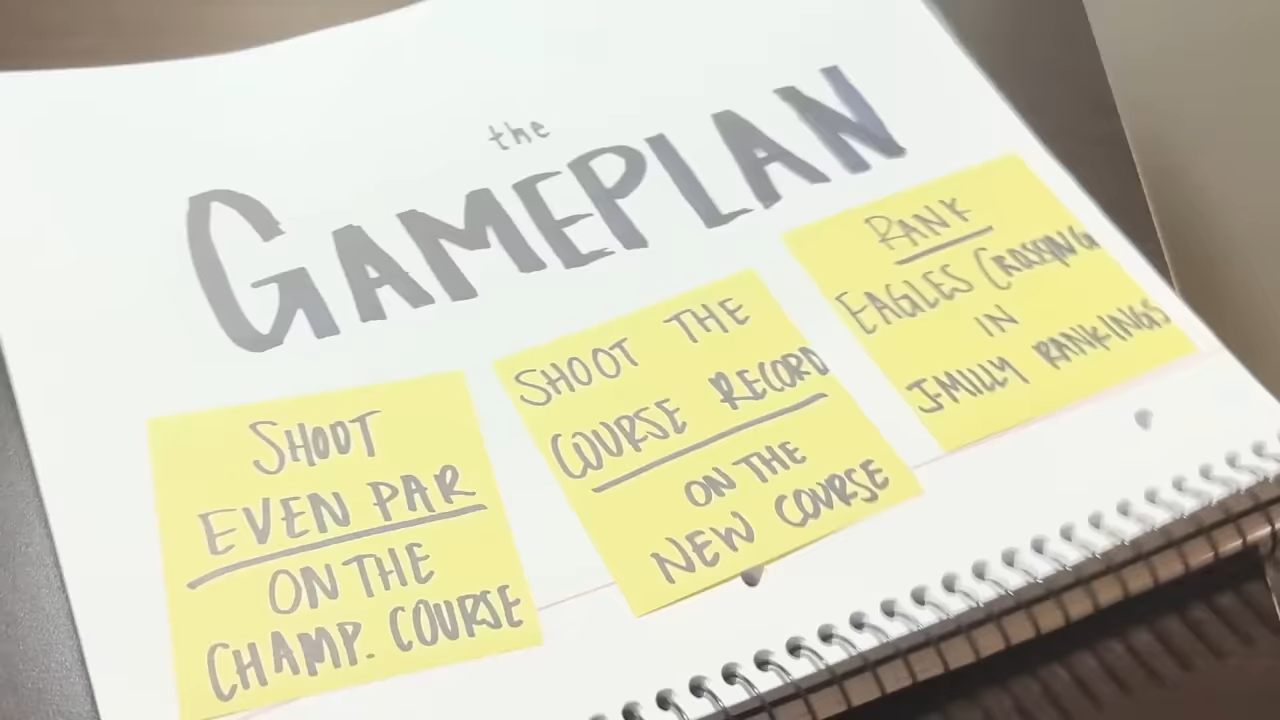 the
GAMEPLAN
SHOOT
EVEN PAR
ON THE
CHAMP. COURSE
SHOOT THE
COURSE RECORD
ON THE
NEW COURSE
RANK
EAGLES CROSSING
IN
J-MILLY RANKINGS